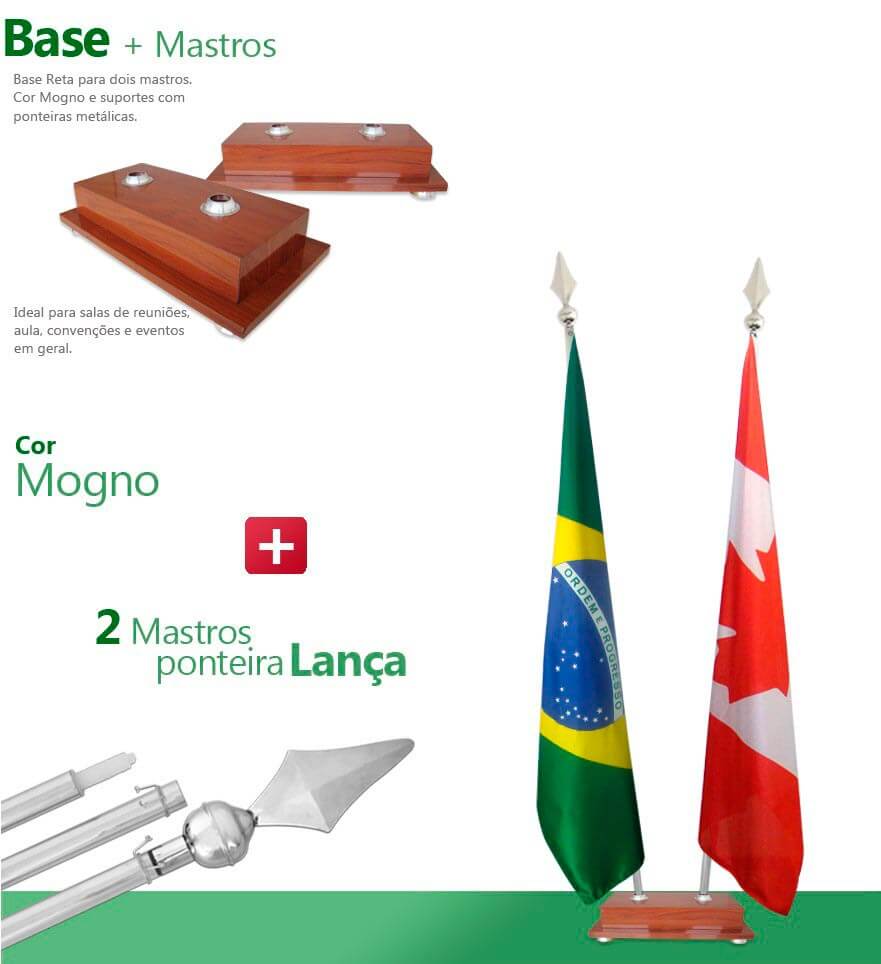 Base + Mastros
Base Reta para dois mastros.
Cor Mogno e suportes com
ponteiras metálicas.
Ideal para salas de reuniões,
aula, convenções e eventos
em geral.
Cor
Mogno
2 Mastros
ponteira Lança
ORDEM E PROGRESSO